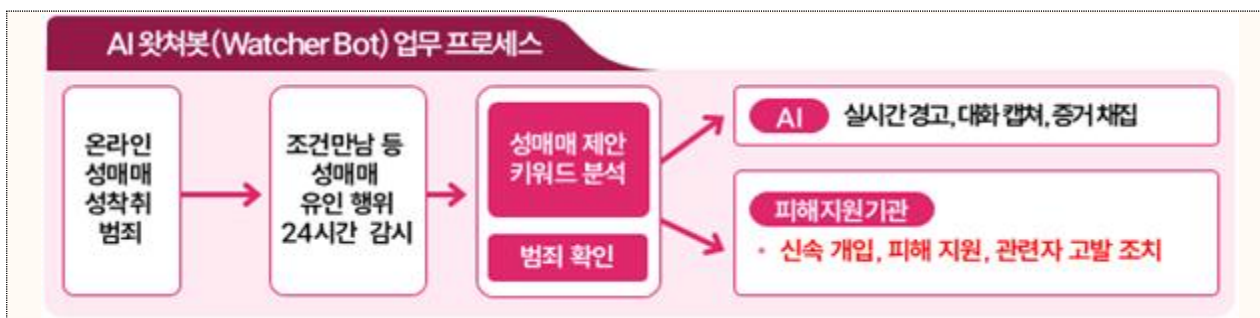 AI 왓쳐봇(Watcher Bot) 업무 프로세스
온라인
성매매
성착취
범죄
조건만남 등
성매매
유인 행위
24시간 감시
성매매 제안
키워드 분석
범죄 확인
AI 실시간 경고, 대화 캡쳐, 증거 채집
피해지원기관
· 신속 개입, 피해 지원, 관련자 고발 조치